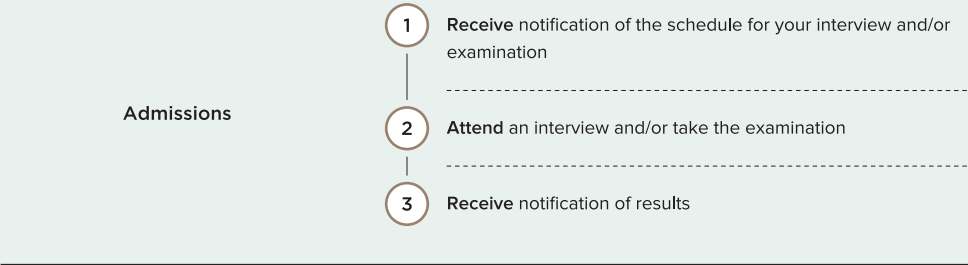 1 Receive notification of the schedule for your interview and/or
examination
Admissions
2 Attend an interview and/or take the examination
3 Receive notification of results